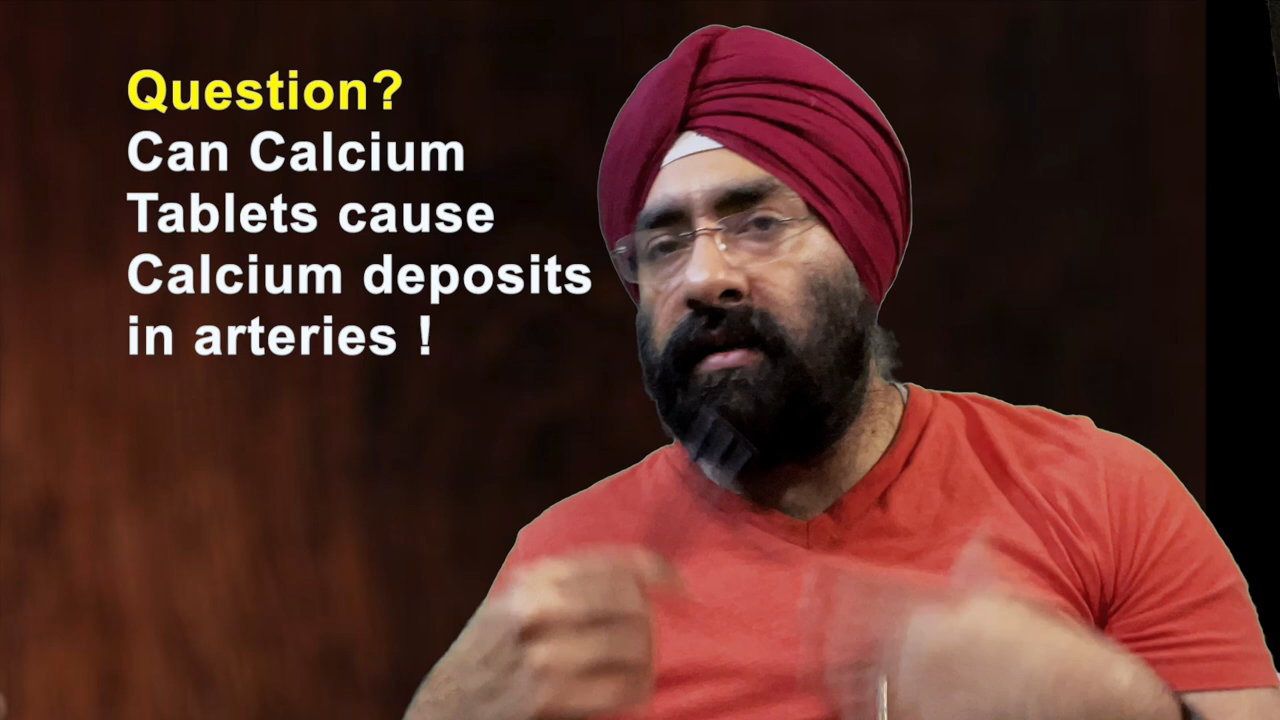 Question?
Can Calcium
Tablets cause
Calcium deposits
in arteries !